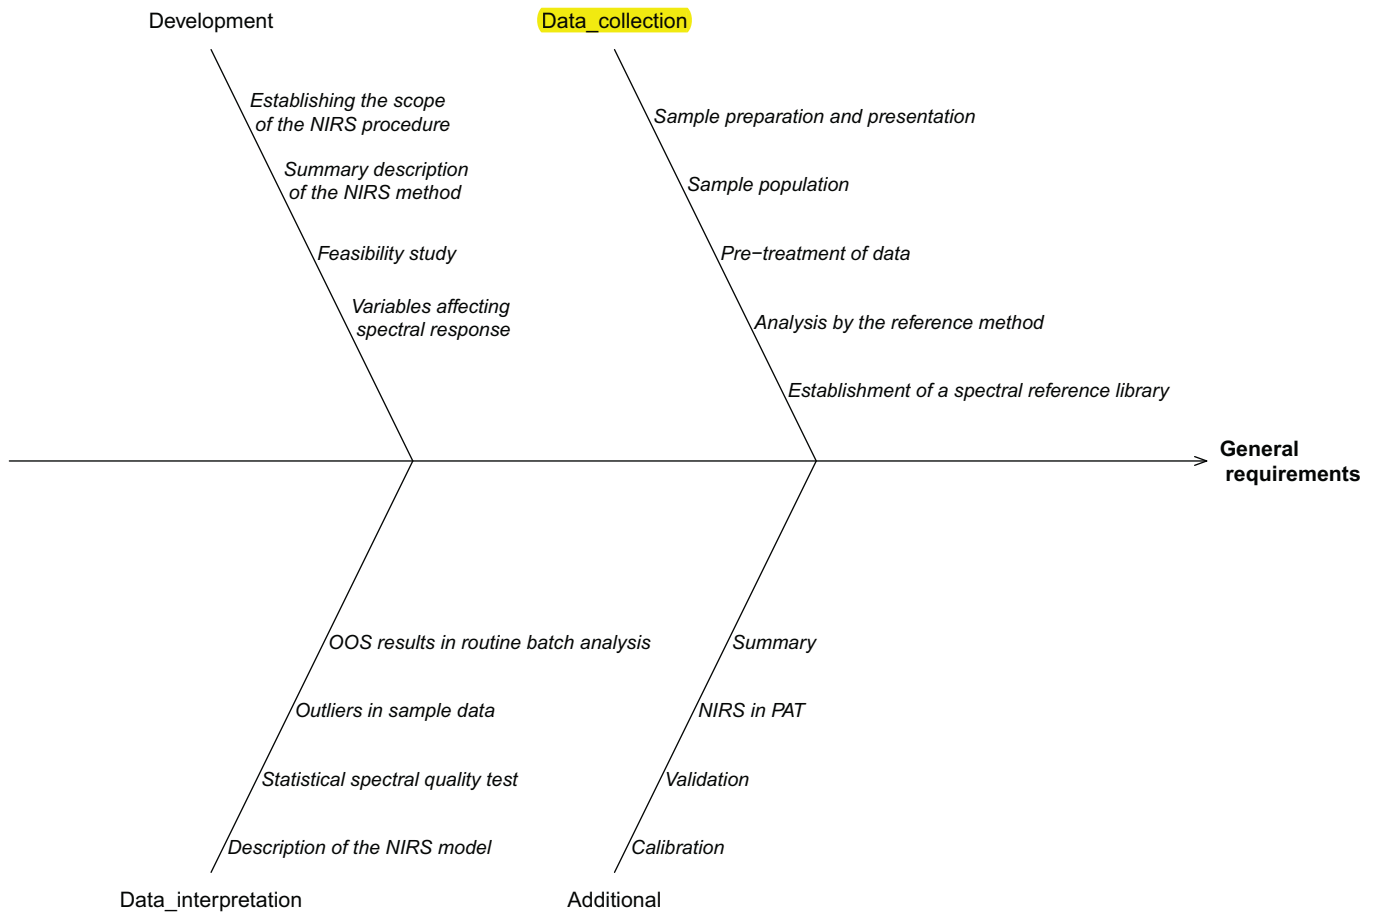 Development
Data_collection
Establishing the scope
of the NIRS procedure
Summary description
of the NIRS method
Feasibility study
Variables affecting
spectral response
Sample preparation and presentation
Sample population
Pre−treatment of data
Analysis by the reference method
Establishment of a spectral reference library
General
requirements
OOS results in routine batch analysis
Outliers in sample data
Statistical spectral quality test
Description of the NIRS model
Summary
NIRS in PAT
Validation
Calibration
Data_interpretation
Additional